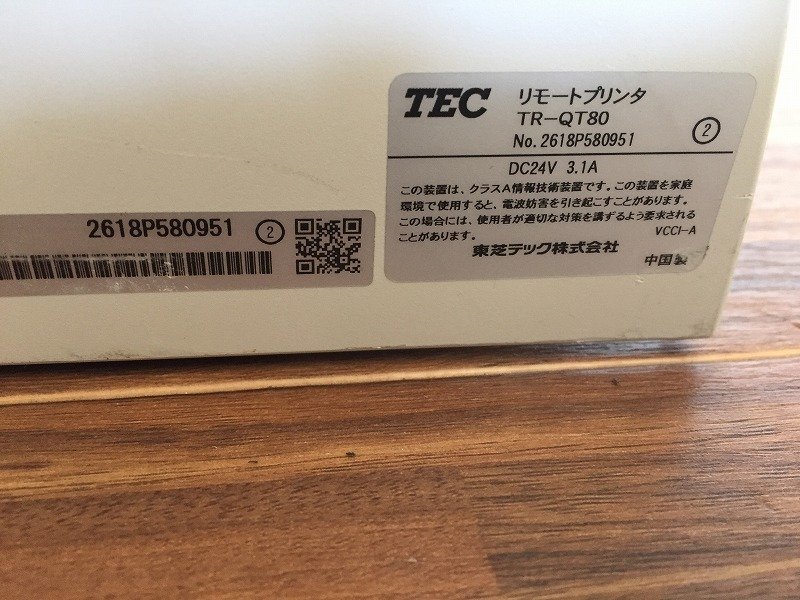 TEC リモートプリンタ
TR-QT80
No. 2618P580951 ②
DC24V 3.1A
この装置は、クラスA情報技術装置です。この装置を家庭
環境で使用すると、電波妨害を引き起こすことがあります。
この場合には、使用者が適切な対策を講ずるよう要求される
ことがあります。 VCCI-A
東芝テック株式会社
中国製
2618P580951 ②